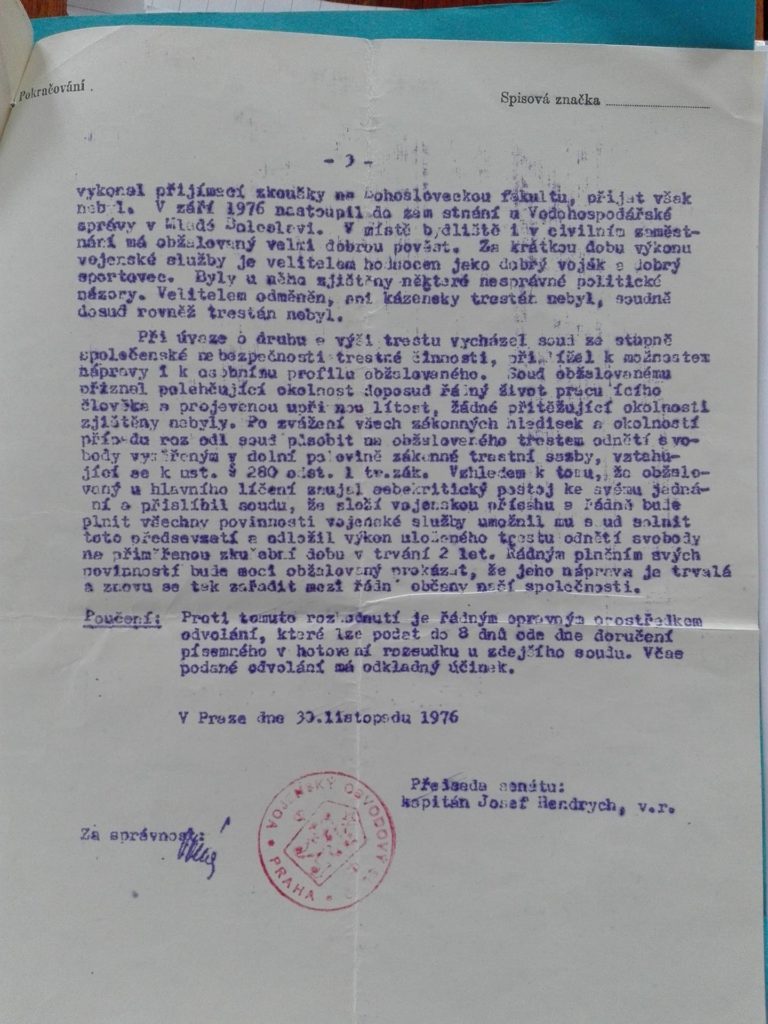 Pokračování .
Spisová značka
- 3 -
vykonal přijímací zkoušky na bohosloveckou fakultu, přijat však
nebyl. V září 1976 nastoupil do zam stnání u Vodohospodářské
správy v Mladé Boleslavi. V místě bydliště i v civilním zaměst-
nání má obžalovaný velmi dobrou pověst. Za krátkou dobu výkonu
vojenské služby je velitelem hodnocen jako dobrý voják a dobrý
sportovec. Byly u něho zjištěny některé nesprávné politické
názory. Velitelem odměněn, ani kázensky trestán nebyl, soudně
dosud rovněž trestán nebyl.
Při úvaze o druhu a výši trestu vycházel soud ze stupně
společenské nebezpečnosti trestné činnosti, přihlížel k možnostem
nápravy i k osobnímu profilu obžalovaného. Soud obžalovanému
přiznal polehčující okolnost doposud řádný život pracujícího
člověka a projevenou upřímnou lítost, žádné přitěžující okolnosti
zjištěny nebyly. Po zvážení všech zákonných hledisek a okolností
případu rozhodl soud působit na obžalovaného trestem odnětí svo-
body vyměřeným v dolní polovině zákonné trestní sazby, vztahu-
jící se k ust. § 280 odst. 1 tr.zák. Vzhledem k tomu, že obžalo-
vaný u hlavního líčení zaujal sebekritický postoj ke svému jedná-
ní a přislíbil soudu, že složí vojenskou přísahu a řádně bude
plnit všechny povinnosti vojenské služby umožnil mu soud splnit
toto předsevzetí a odložil výkon uloženého trestu odnětí svobody
na přiměřenou zkušební dobu v trvání 2 let. Řádným plněním svých
povinností bude moci obžalovaný prokázat, že jeho náprava je trvalá
a znovu se tak zařadit mezi řádné občany naší společnosti.
Poučení: Proti tomuto rozhodnutí je řádným opravným prostředkem
odvolání, které lze podat do 8 dnů ode dne doručení
písemného vyhotovení rozsudku u zdejšího soudu. Včas
podané odvolání má odkladný účinek.
V Praze dne 30.listopadu 1976
Předseda senátu:
kapitán Josef Hendrych, v.r.
Za správnost:
VOJENSKÝ OBVODOVÝ
PRAHA